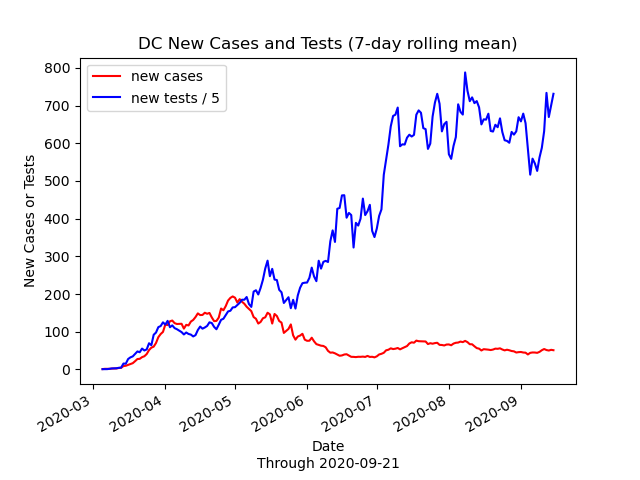 DC New Cases and Tests (7-day rolling mean)
new cases
new tests / 5
New Cases or Tests
800
700
600
500
400
300
200
100
0
2020-03
2020-04
2020-05
2020-06
2020-07
2020-08
2020-09
Date
Through 2020-09-21